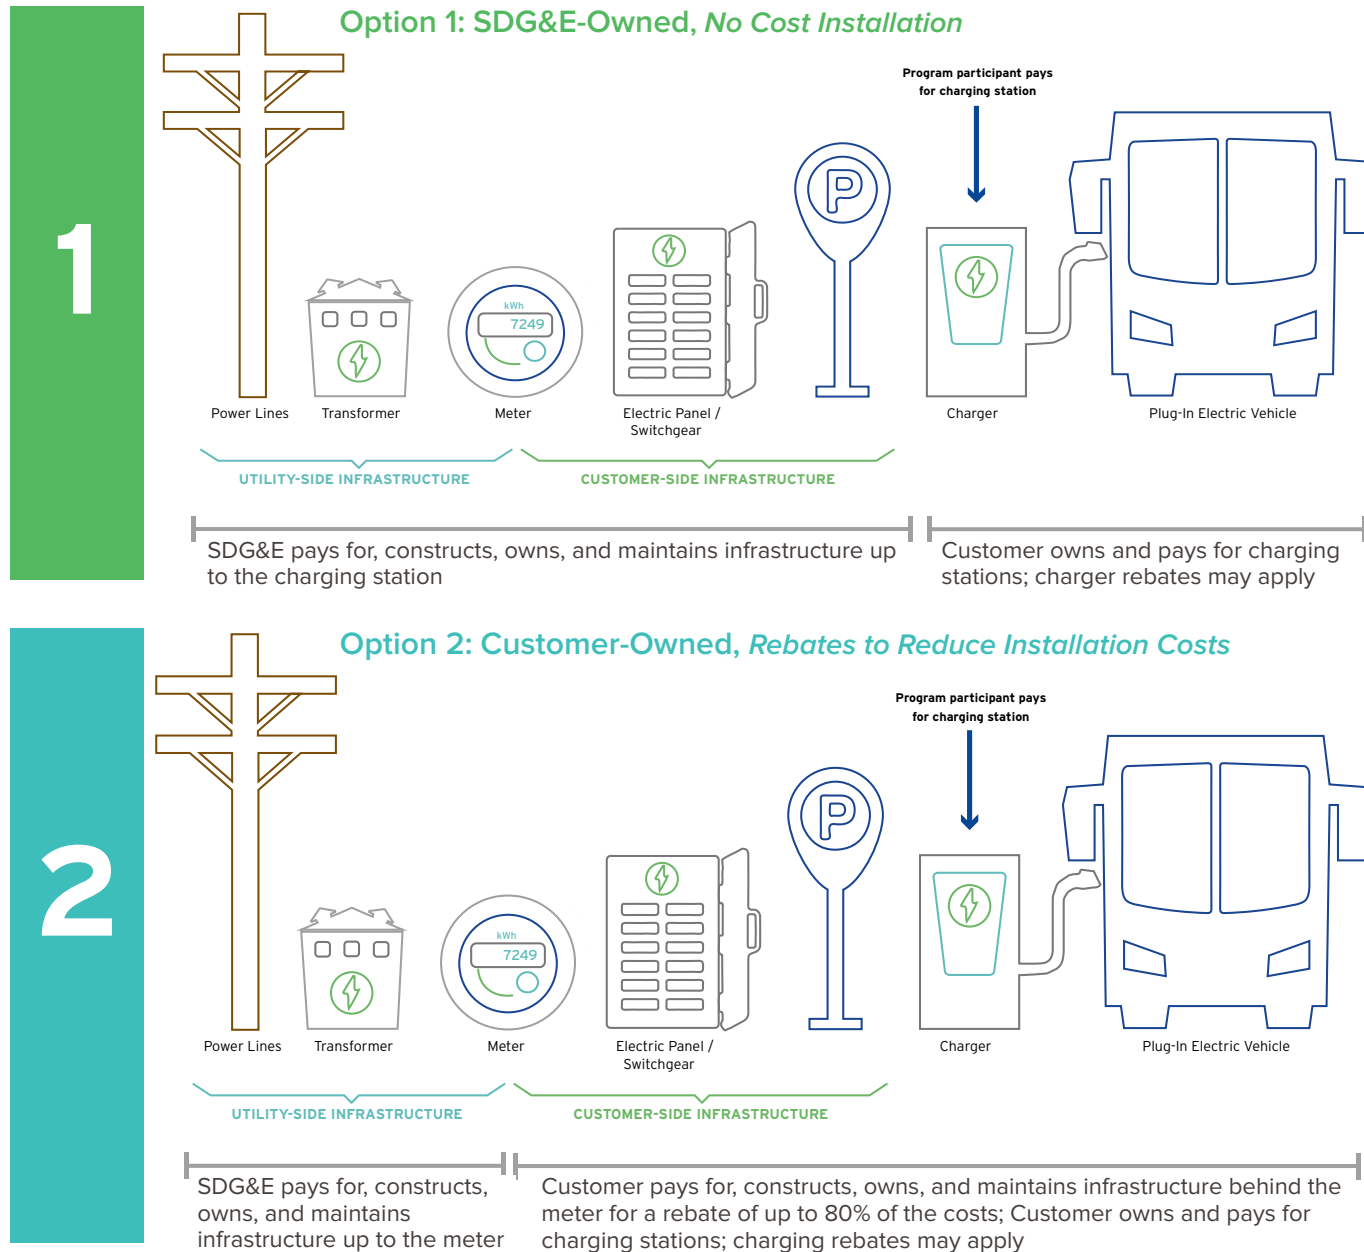 Option 1: SDG&E-Owned, No Cost Installation
Program participant pays
for charging station
1
P
kWh
7249
Power Lines
Transformer
Meter
Electric Panel /
Switchgear
Charger
Plug-In Electric Vehicle
UTILITY-SIDE INFRASTRUCTURE
CUSTOMER-SIDE INFRASTRUCTURE
SDG&E pays for, constructs, owns, and maintains infrastructure up
to the charging station
Customer owns and pays for charging
stations; charger rebates may apply
Option 2: Customer-Owned, Rebates to Reduce Installation Costs
Program participant pays
for charging station
2
P
kWh
7249
Power Lines
Transformer
Meter
Electric Panel /
Switchgear
Charger
Plug-In Electric Vehicle
UTILITY-SIDE INFRASTRUCTURE
CUSTOMER-SIDE INFRASTRUCTURE
SDG&E pays for, constructs,
owns, and maintains
infrastructure up to the meter
Customer pays for, constructs, owns, and maintains infrastructure behind the
meter for a rebate of up to 80% of the costs; Customer owns and pays for
charging stations; charging rebates may apply